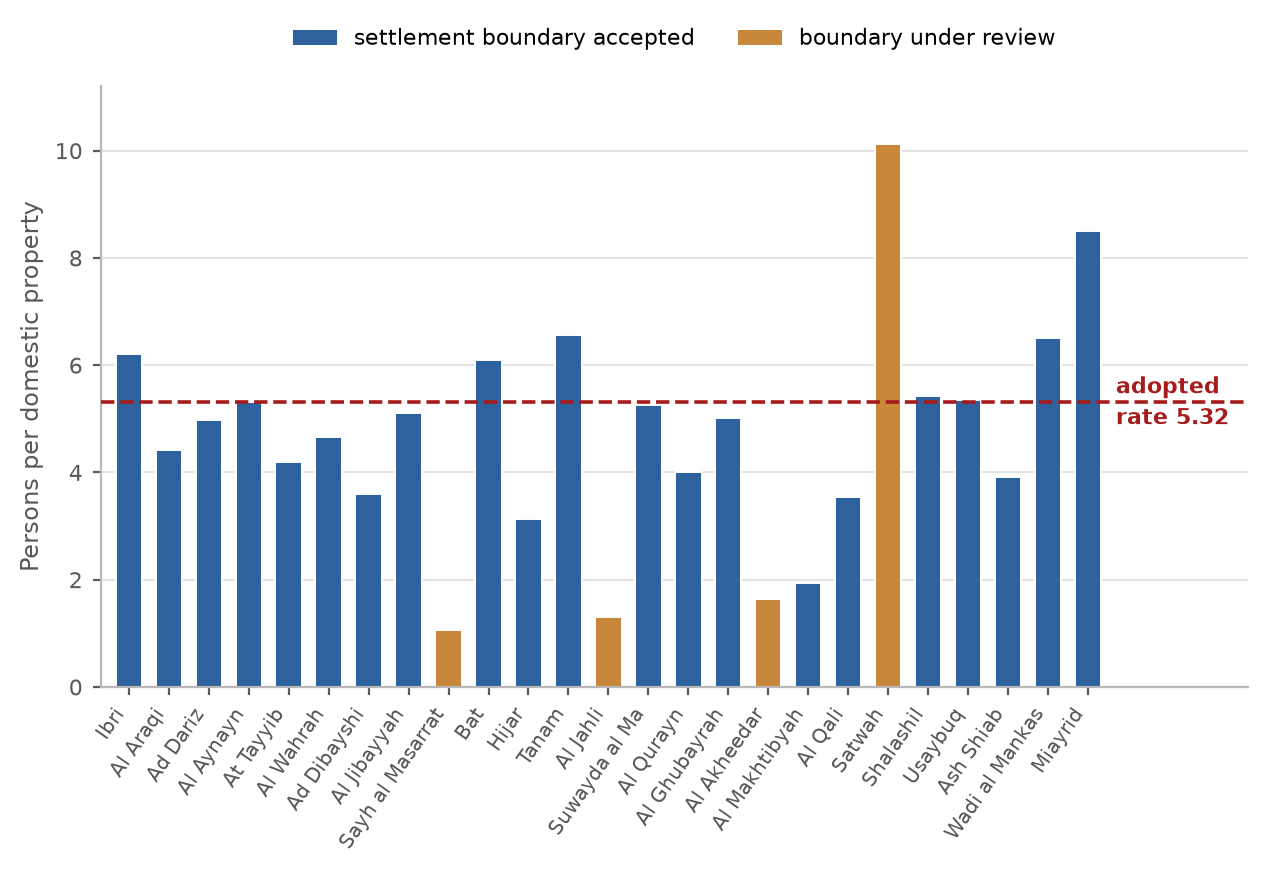 settlement boundary accepted
boundary under review
Persons per domestic property
10
8
6
4
2
0
adopted
rate 5.32
Ibri
Al Araqi
Ad Dariz
Al Aynayn
At Tayyib
Al Wahrah
Ad Dibayshi
Al Jibayyah
Sayh al Masarrat
Bat
Hijar
Tanam
Al Jahli
Suwayda al Ma
Al Qurayn
Al Ghubayrah
Al Akheedar
Al Makhtibyah
Al Qali
Satwah
Shalashil
Usaybuq
Ash Shiab
Wadi al Mankas
Miayrid